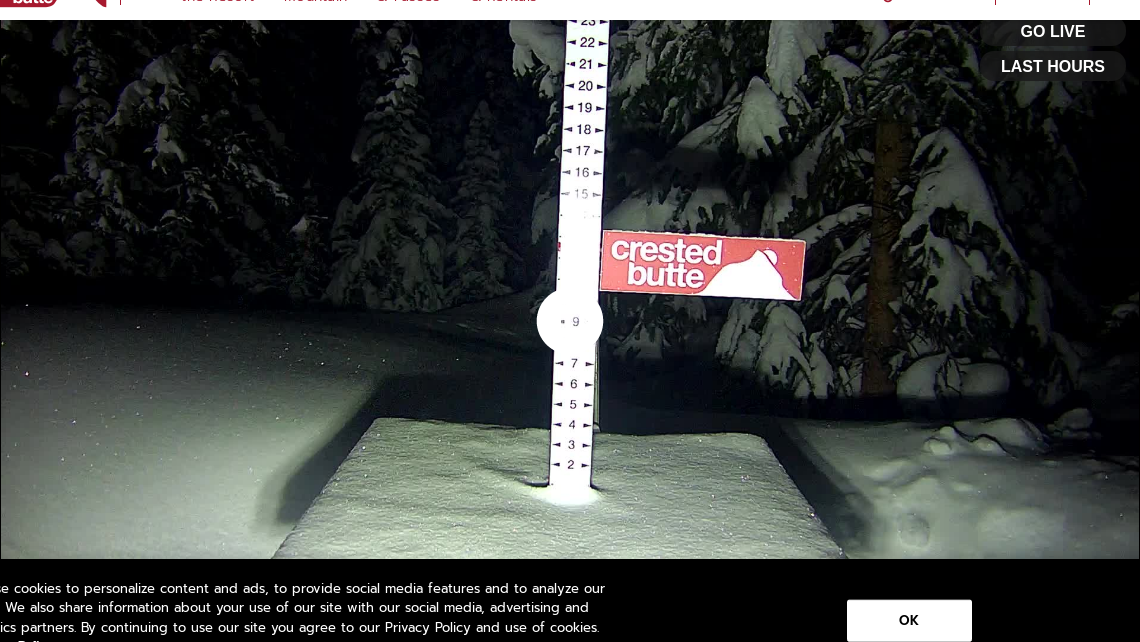 butte
GO LIVE
LAST HOURS
23
22
21
20
19
18
17
16
15
crested
butte
9
7
6
5
4
3
2
e cookies to personalize content and ads, to provide social media features and to analyze our
We also share information about your use of our site with our social media, advertising and
ics partners. By continuing to use our site you agree to our Privacy Policy and use of cookies.
OK